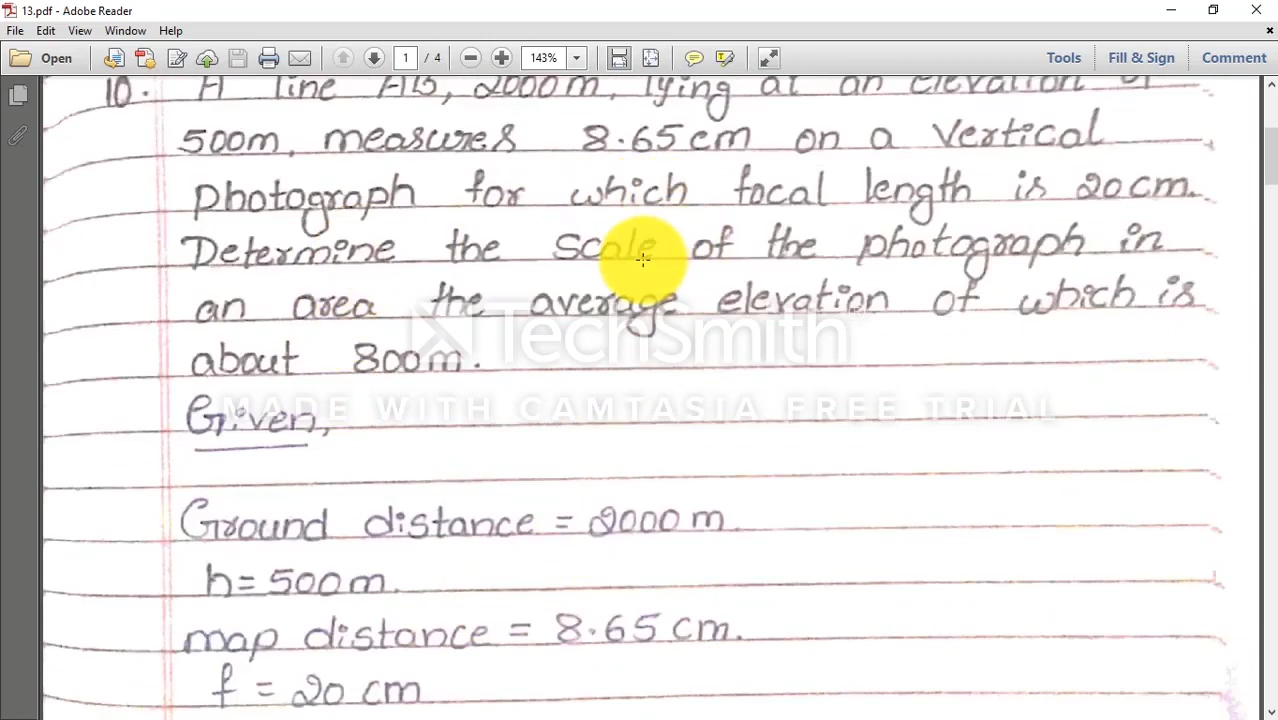 13.pdf - Adobe Reader
File Edit View Window Help
Open 1 / 4 143% Tools Fill & Sign Comment
10. A line AB, 2000m, lying at an elevation of
500m, measures 8.65 cm on a vertical
photograph for which focal length is 20cm.
Determine the scale of the photograph in
an area the average elevation of which is
about 800m.
TechSmith
MADE WITH CAMTASIA FREE TRIAL
Given,
Ground distance = 2000 m
h = 500m.
map distance = 8.65 cm.
f = 20 cm